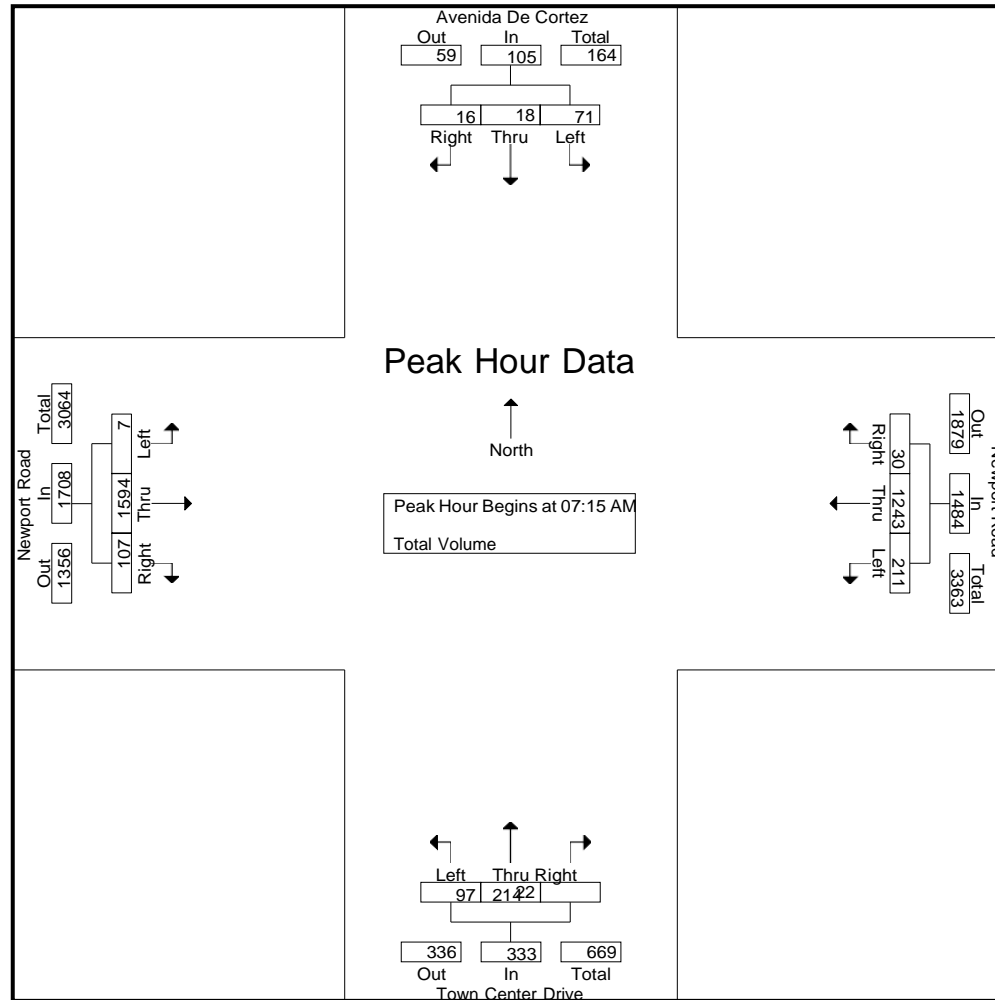 Avenida De Cortez
Out In Total
59 105 164
16 18 71
Right Thru Left
Peak Hour Data
North
Peak Hour Begins at 07:15 AM
Total Volume
Newport Road
Total In Out
3064 1708 1356
7 1594 107
Left Thru Right
Right Thru Left
30 1243 211
Out In Total
1879 1484 3363
Newport Road
Left Thru Right
97 214 22
336 333 669
Out In Total
Town Center Drive